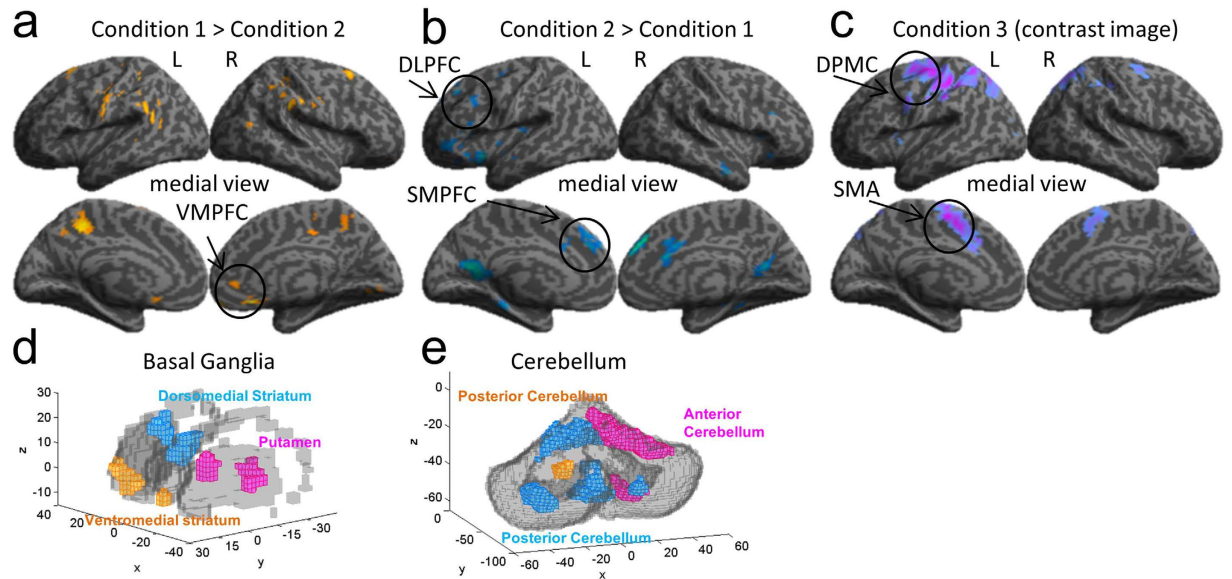 a
Condition 1 > Condition 2
L R
medial view
VMPFC
b
Condition 2 > Condition 1
DLPFC
L R
medial view
SMPFC
c
Condition 3 (contrast image)
DPMC
L R
medial view
SMA
d
Basal Ganglia
Dorsomedial Striatum
Putamen
Ventromedial striatum
30
20
10
0
-10
z
40
20
0
-20
-40
x
30
15
0
-15
-30
y
e
Cerebellum
Posterior Cerebellum
Anterior
Cerebellum
Posterior Cerebellum
0
-20
-40
-60
z
0
-50
-100
y
-60 -40 -20 0 20 40 60
x